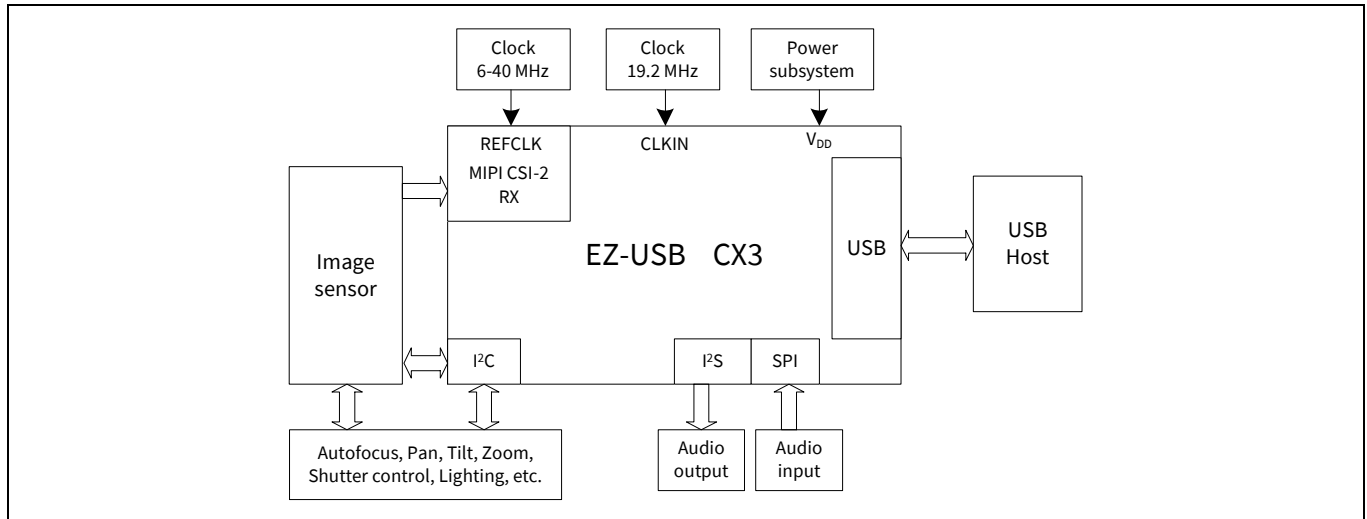 Clock
6-40 MHz
Clock
19.2 MHz
Power
subsystem
REFCLK
CLKIN
VDD
MIPI CSI-2
RX
Image
sensor
EZ-USB CX3
USB
USB
Host
I²C
I²S
SPI
Autofocus, Pan, Tilt, Zoom,
Shutter control, Lighting, etc.
Audio
output
Audio
input